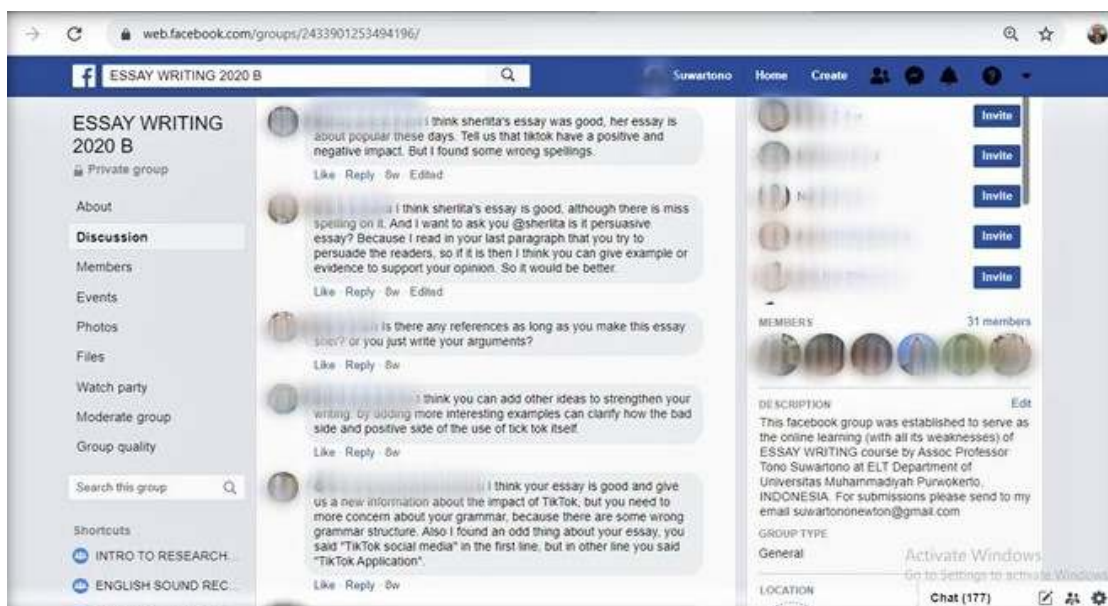 web.facebook.com/groups/2433901253494196/
ESSAY WRITING 2020 B
Suwartono Home Create
ESSAY WRITING
2020 B
Private group
About
Discussion
Members
Events
Photos
Files
Watch party
Moderate group
Group quality
Search this group
Shortcuts
INTRO TO RESEARCH...
ENGLISH SOUND REC...
i think sherlita's essay was good, her essay is
about popular these days. Tell us that tiktok have a positive and
negative impact. But I found some wrong spellings.
Like · Reply · 8w · Edited
I think sherlita's essay is good, although there is miss
spelling on it. And I want to ask you @sherlita is it persuasive
essay? Because I read in your last paragraph that you try to
persuade the readers, so if it is then I think you can give example or
evidence to support your opinion. So it would be better.
Like · Reply · 8w · Edited
Is there any references as long as you make this essay
or you just write your arguments?
Like · Reply · 8w
I think you can add other ideas to strengthen your
writing. by adding more interesting examples can clarify how the bad
side and positive side of the use of tick tok itself.
Like · Reply · 8w
I think your essay is good and give
us a new information about the impact of TikTok, but you need to
more concern about your grammar, because there are some wrong
grammar structure. Also I found an odd thing about your essay, you
said "TikTok social media" in the first line, but in other line you said
"TikTok Application".
Like · Reply · 8w
Invite
Invite
Invite
Invite
Invite
MEMBERS 31 members
DESCRIPTION Edit
This facebook group was established to serve as
the online learning (with all its weaknesses) of
ESSAY WRITING course by Assoc Professor
Tono Suwartono at ELT Department of
Universitas Muhammadiyah Purwokerto,
INDONESIA. For submissions please send to my
email suwartononewton@gmail.com
GROUP TYPE
General
LOCATION
Activate Windows
Go to Settings to activate Windows
Chat (177)